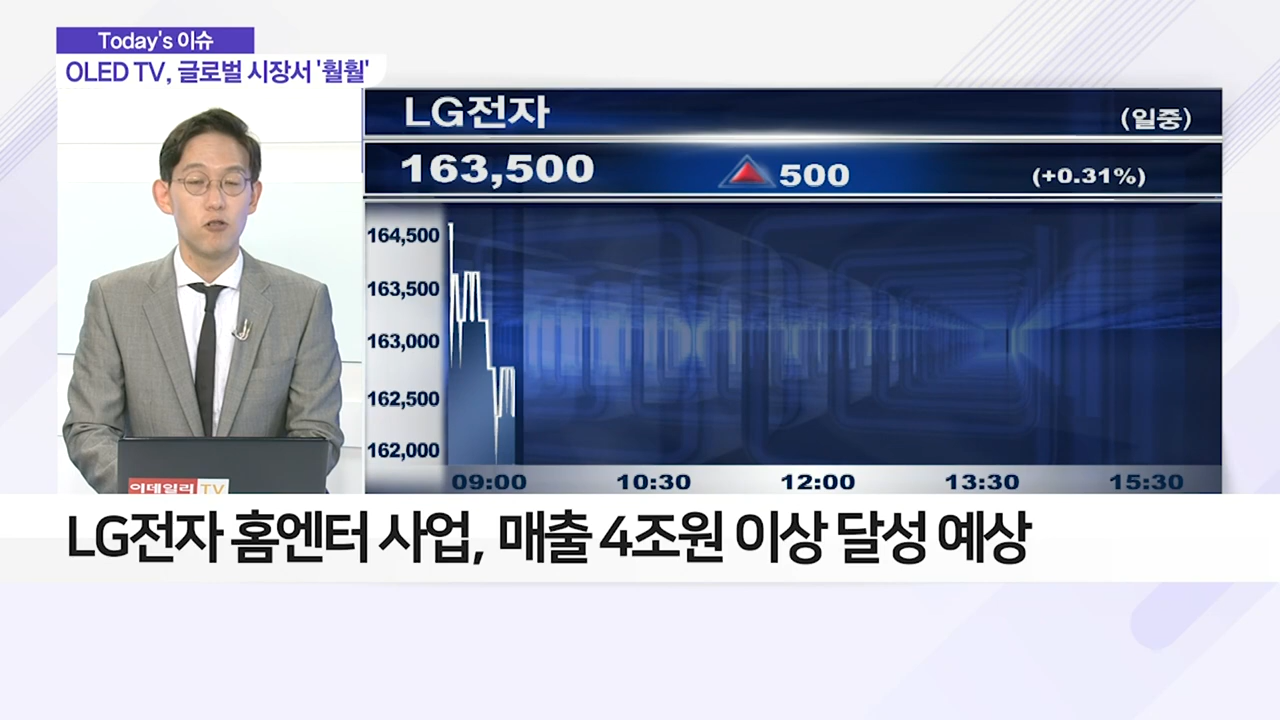 Today's 이슈
OLED TV, 글로벌 시장서 '훨훨'
LG전자
(일중)
163,500
500
(+0.31%)
164,500
163,500
163,000
162,500
162,000
09:00
10:30
12:00
13:30
15:30
이데일리TV
LG전자 홈엔터 사업, 매출 4조원 이상 달성 예상